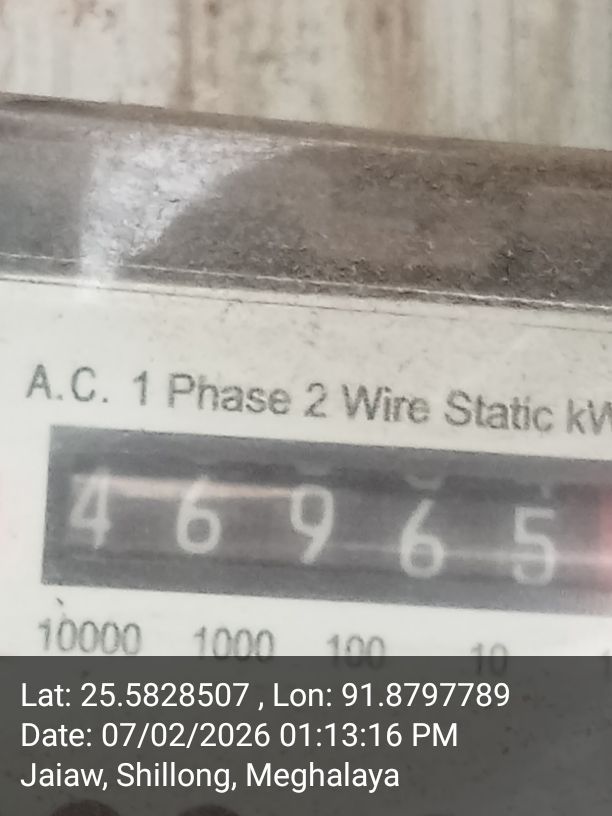 A.C. 1 Phase 2 Wire Static
4 6 9 6 5
10000 1000 100 10
Lat: 25.5828507 , Lon: 91.8797789
Date: 07/02/2026 01:13:16 PM
Jaiaw, Shillong, Meghalaya